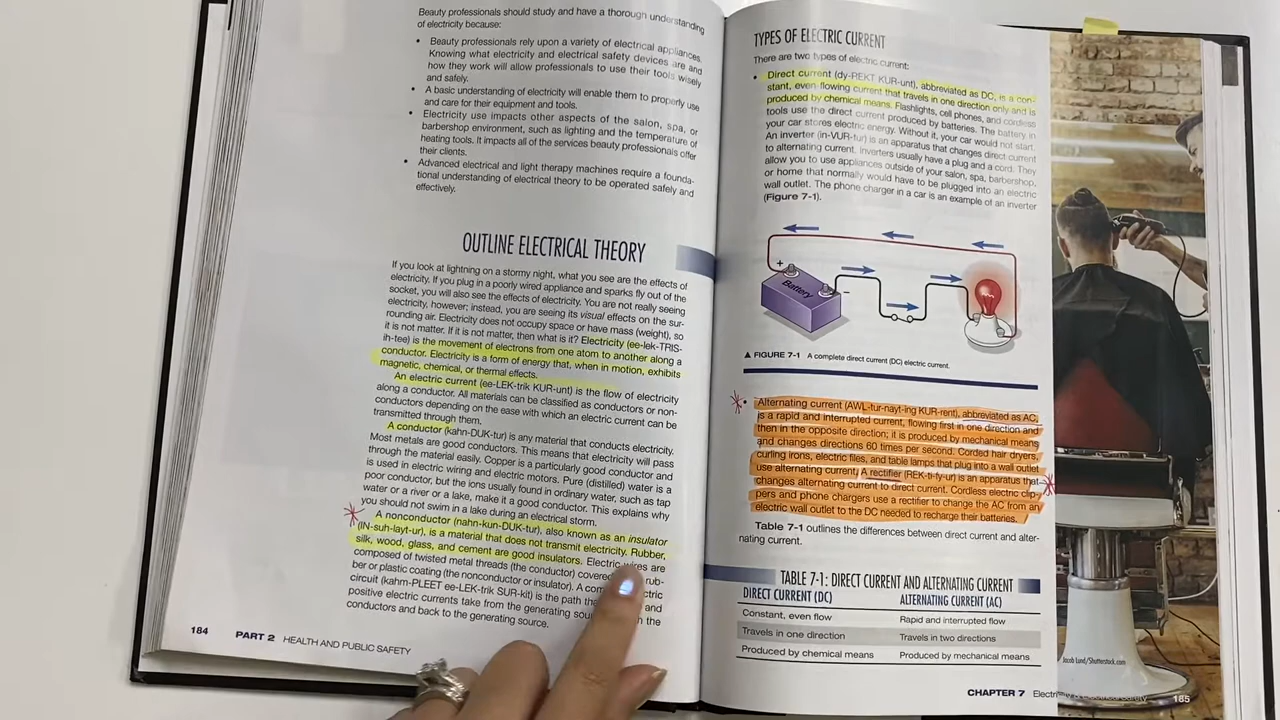 Beauty professionals should study and have a thorough understanding
of electricity because:
• Beauty professionals rely upon a variety of electrical appliances.
Knowing what electricity and electrical safety devices are and
how they work will allow professionals to use their tools wisely
and safely.
• A basic understanding of electricity will enable them to properly use
and care for their equipment and tools.
• Electricity use impacts other aspects of the salon, spa, or
barbershop environment, such as lighting and the temperature of
heating tools. It impacts all of the services beauty professionals offer
their clients.
• Advanced electrical and light therapy machines require a founda-
tional understanding of electrical theory to be operated safely and
effectively.
OUTLINE ELECTRICAL THEORY
If you look at lightning on a stormy night, what you see are the effects of
electricity. If you plug in a poorly wired appliance and sparks fly out of the
socket, you will also see the effects of electricity. You are not really seeing
electricity, however; instead, you are seeing its visual effects on the sur-
rounding air. Electricity does not occupy space or have mass (weight), so
it is not matter. If it is not matter, then what is it? Electricity (ee-lek-TRIS-
ih-tee) is the movement of electrons from one atom to another along a
conductor. Electricity is a form of energy that, when in motion, exhibits
magnetic, chemical, or thermal effects.
An electric current (ee-LEK-trik KUR-unt) is the flow of electricity
along a conductor. All materials can be classified as conductors or non-
conductors depending on the ease with which an electric current can be
transmitted through them.
A conductor (kahn-DUK-tur) is any material that conducts electricity.
Most metals are good conductors. This means that electricity will pass
through the material easily. Copper is a particularly good conductor and
is used in electric wiring and electric motors. Pure (distilled) water is a
poor conductor, but the ions usually found in ordinary water, such as tap
water or a river or a lake, make it a good conductor. This explains why
you should not swim in a lake during an electrical storm.
A nonconductor (nahn-kun-DUK-tur), also known as an insulator
(IN-suh-layt-ur), is a material that does not transmit electricity. Rubber,
silk, wood, glass, and cement are good insulators. Electric wires are
composed of twisted metal threads (the conductor) covered rub-
ber or plastic coating (the nonconductor or insulator). A com ectric
circuit (kahm-PLEET ee-LEK-trik SUR-kit) is the path tha and
positive electric currents take from the generating sou h the
conductors and back to the generating source.
184 PART 2 HEALTH AND PUBLIC SAFETY
TYPES OF ELECTRIC CURRENT
There are two types of electric current:
• Direct current (dy-REKT KUR-unt), abbreviated as DC, is a con-
stant, even-flowing current that travels in one direction only and is
produced by chemical means. Flashlights, cell phones, and cordless
tools use the direct current produced by batteries. The battery in
your car stores electric energy. Without it, your car would not start.
An inverter (in-VUR-tur) is an apparatus that changes direct current
to alternating current. Inverters usually have a plug and a cord. They
allow you to use appliances outside of your salon, spa, barbershop,
or home that normally would have to be plugged into an electric
wall outlet. The phone charger in a car is an example of an inverter
(Figure 7-1).
+
Battery
−
▲ FIGURE 7-1 A complete direct current (DC) electric current.
• Alternating current (AWL-tur-nayt-ing KUR-rent), abbreviated as AC,
is a rapid and interrupted current, flowing first in one direction and
then in the opposite direction; it is produced by mechanical means
and changes directions 60 times per second. Corded hair dryers,
curling irons, electric files, and table lamps that plug into a wall outlet
use alternating current. A rectifier (REK-ti-fy-ur) is an apparatus that
changes alternating current to direct current. Cordless electric clip-
pers and phone chargers use a rectifier to change the AC from an
electric wall outlet to the DC needed to recharge their batteries.
Table 7-1 outlines the differences between direct current and alter-
nating current.
TABLE 7-1: DIRECT CURRENT AND ALTERNATING CURRENT
DIRECT CURRENT (DC) ALTERNATING CURRENT (AC)
Constant, even flow Rapid and interrupted flow
Travels in one direction Travels in two directions
Produced by chemical means Produced by mechanical means
Jacob Lund/Shutterstock.com
CHAPTER 7 Electricity & Electrical Safety 185